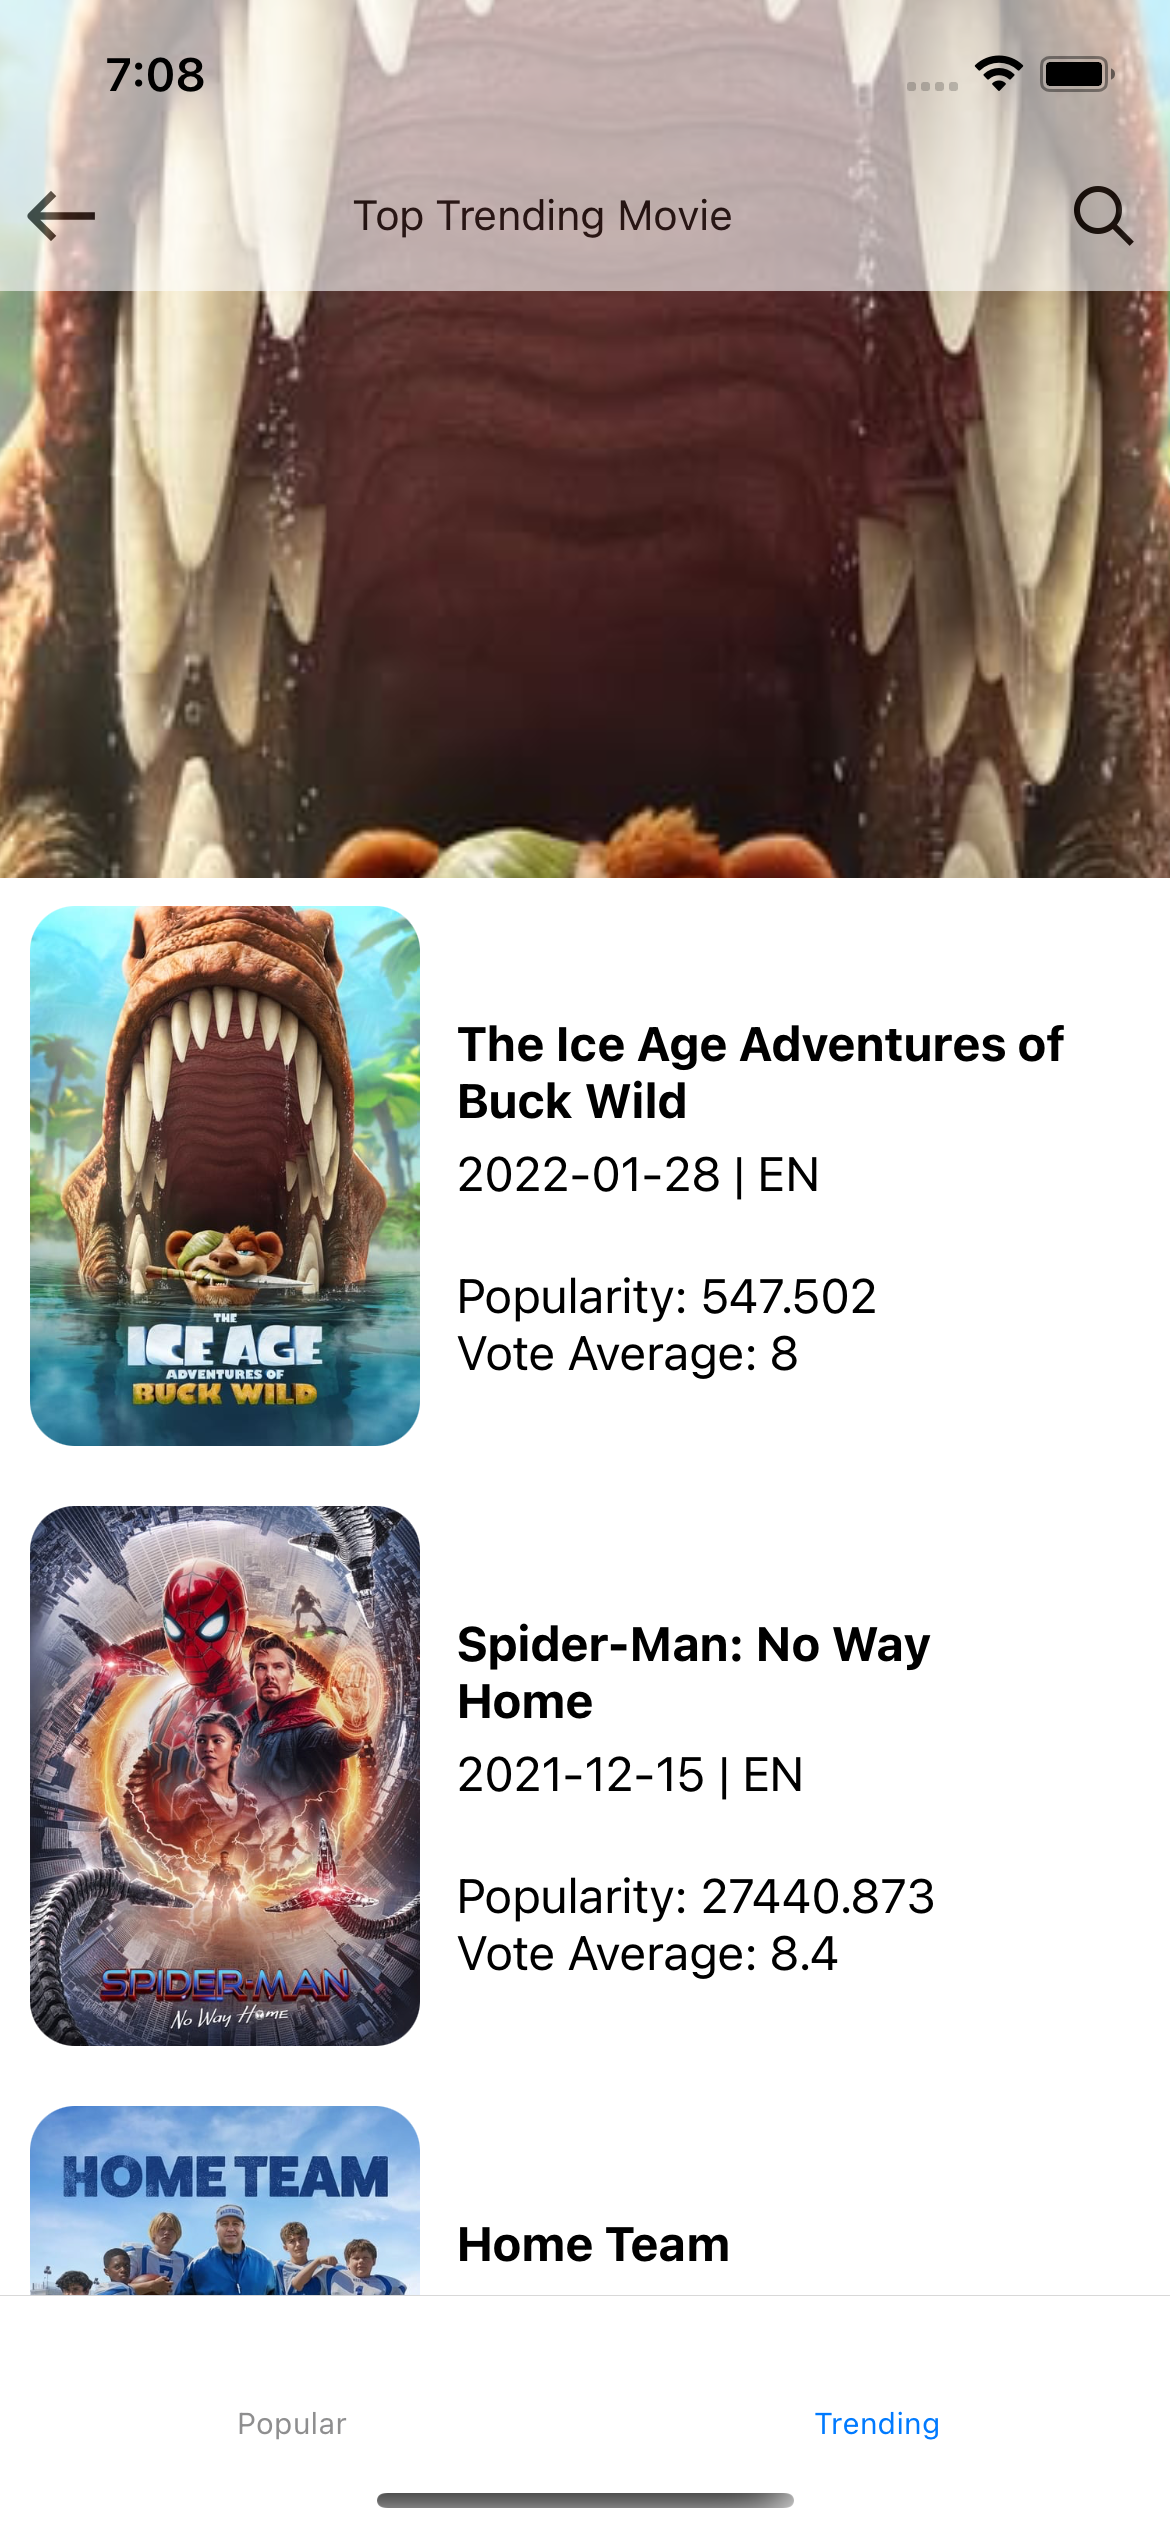 7:08
Top Trending Movie
THE
ICE AGE
ADVENTURES OF
BUCK WILD
The Ice Age Adventures of
Buck Wild
2022-01-28 | EN
Popularity: 547.502
Vote Average: 8
SPIDER-MAN
No Way Home
Spider-Man: No Way
Home
2021-12-15 | EN
Popularity: 27440.873
Vote Average: 8.4
HOME TEAM
Home Team
Popular
Trending